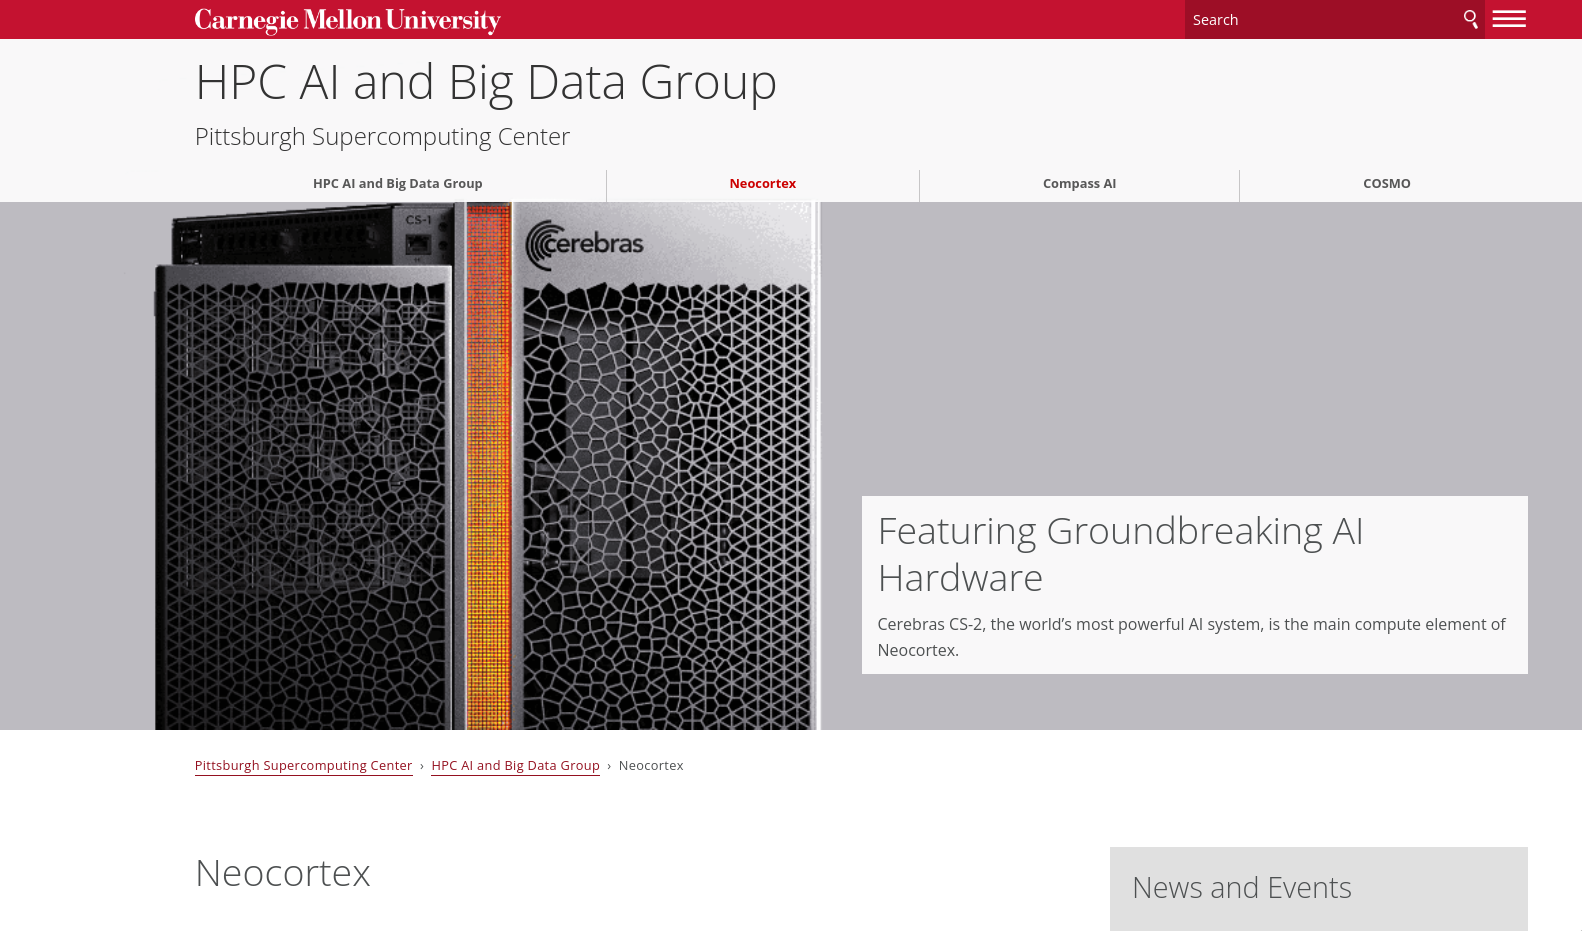 Carnegie Mellon University
Search
HPC AI and Big Data Group
Pittsburgh Supercomputing Center
HPC AI and Big Data Group
Neocortex
Compass AI
COSMO
CS-1
cerebras
Featuring Groundbreaking AI
Hardware
Cerebras CS-2, the world’s most powerful AI system, is the main compute element of
Neocortex.
Pittsburgh Supercomputing Center › HPC AI and Big Data Group › Neocortex
Neocortex
News and Events